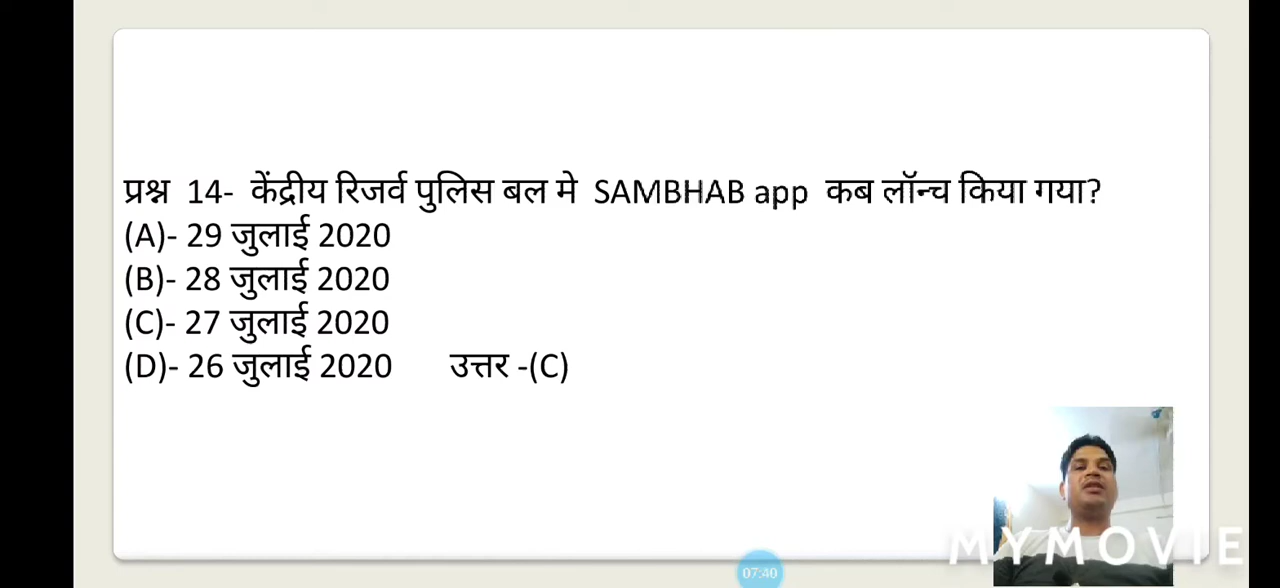 प्रश्न 14- केंद्रीय रिजर्व पुलिस बल मे SAMBHAB app कब लॉन्च किया गया?
(A)- 29 जुलाई 2020
(B)- 28 जुलाई 2020
(C)- 27 जुलाई 2020
(D)- 26 जुलाई 2020 उत्तर -(C)
MYMOVIE
07:40